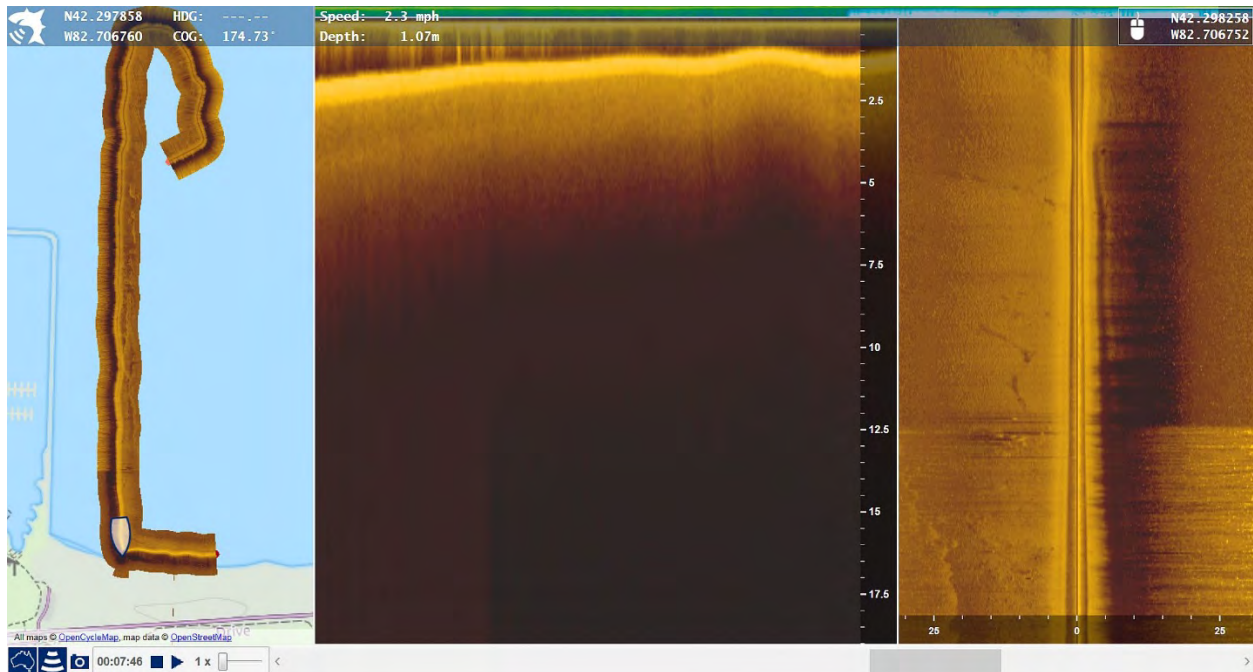 N42.297858 HDG: ---.--
W82.706760 COG: 174.73°
Speed: 2.3 mph
Depth: 1.07m
N42.298258
W82.706752
2.5
5
7.5
10
12.5
15
17.5
25 0 25
Drive
All maps © OpenCycleMap, map data © OpenStreetMap
00:07:46 1 x